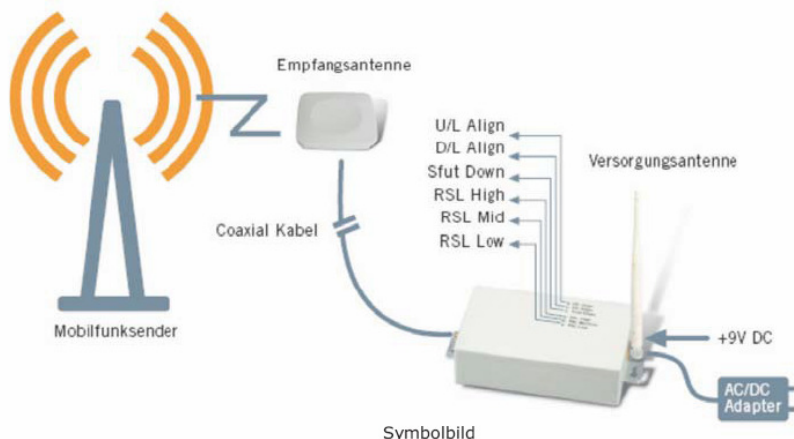 Empfangsantenne
U/L Align
D/L Align
Sfut Down
RSL High
RSL Mid
RSL Low
Versorgungsantenne
Coaxial Kabel
Mobilfunksender
+9V DC
AC/DC
Adapter
Symbolbild